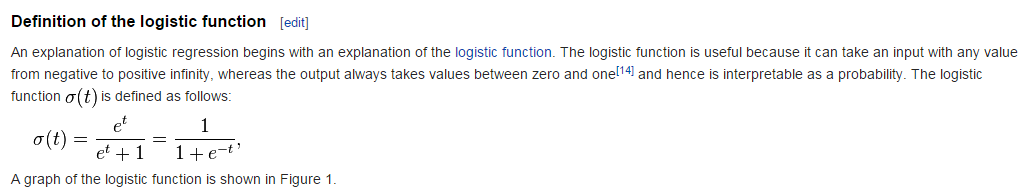 Definition of the logistic function [edit]
An explanation of logistic regression begins with an explanation of the logistic function. The logistic function is useful because it can take an input with any value
from negative to positive infinity, whereas the output always takes values between zero and one[14] and hence is interpretable as a probability. The logistic
function σ(t) is defined as follows:
σ(t) = e^t / (e^t + 1) = 1 / (1 + e^−t),
A graph of the logistic function is shown in Figure 1.